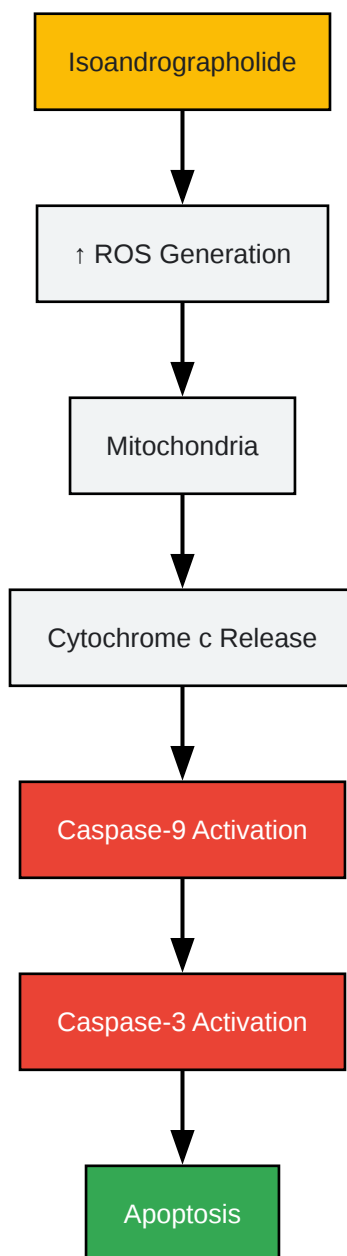 Isoandrographolide
↑ ROS Generation
Mitochondria
Cytochrome c Release
Caspase-9 Activation
Caspase-3 Activation
Apoptosis